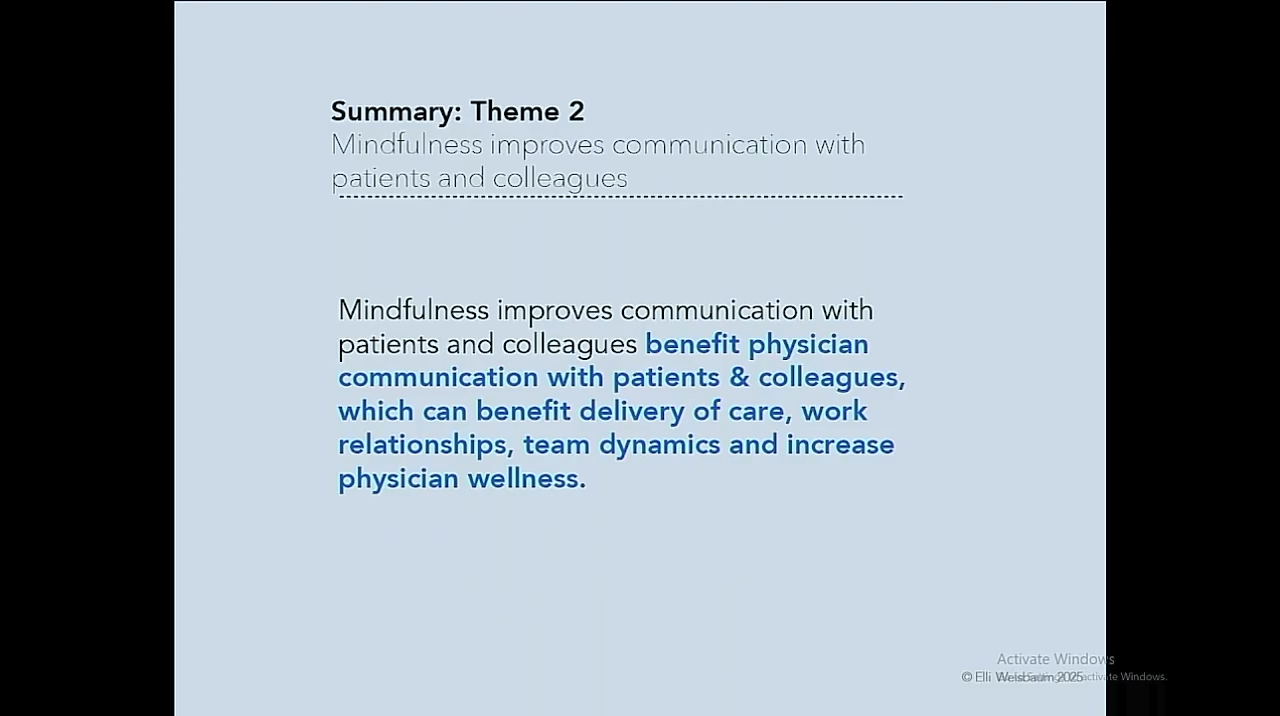 Summary: Theme 2
Mindfulness improves communication with
patients and colleagues
Mindfulness improves communication with
patients and colleagues benefit physician
communication with patients & colleagues,
which can benefit delivery of care, work
relationships, team dynamics and increase
physician wellness.
Activate Windows
© Elli Weisbaum 2025
activate Windows.